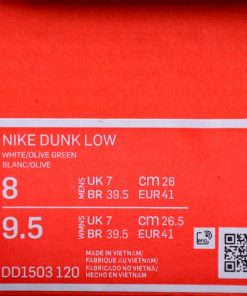 NIKE DUNK LOW
WHITE/OLIVE GREEN
BLANC/OLIVE
8 MENS UK 7 CM 26
BR 39.5 EUR 41
9.5 WMNS UK 7 CM 26.5
BR 39.5 EUR 41
MADE IN VIETNAM/
FABRIQUE AU VIETNAM/
FABRICADO NO VIETNÃ/
HECHO EN VIETNAM
DD1503 120